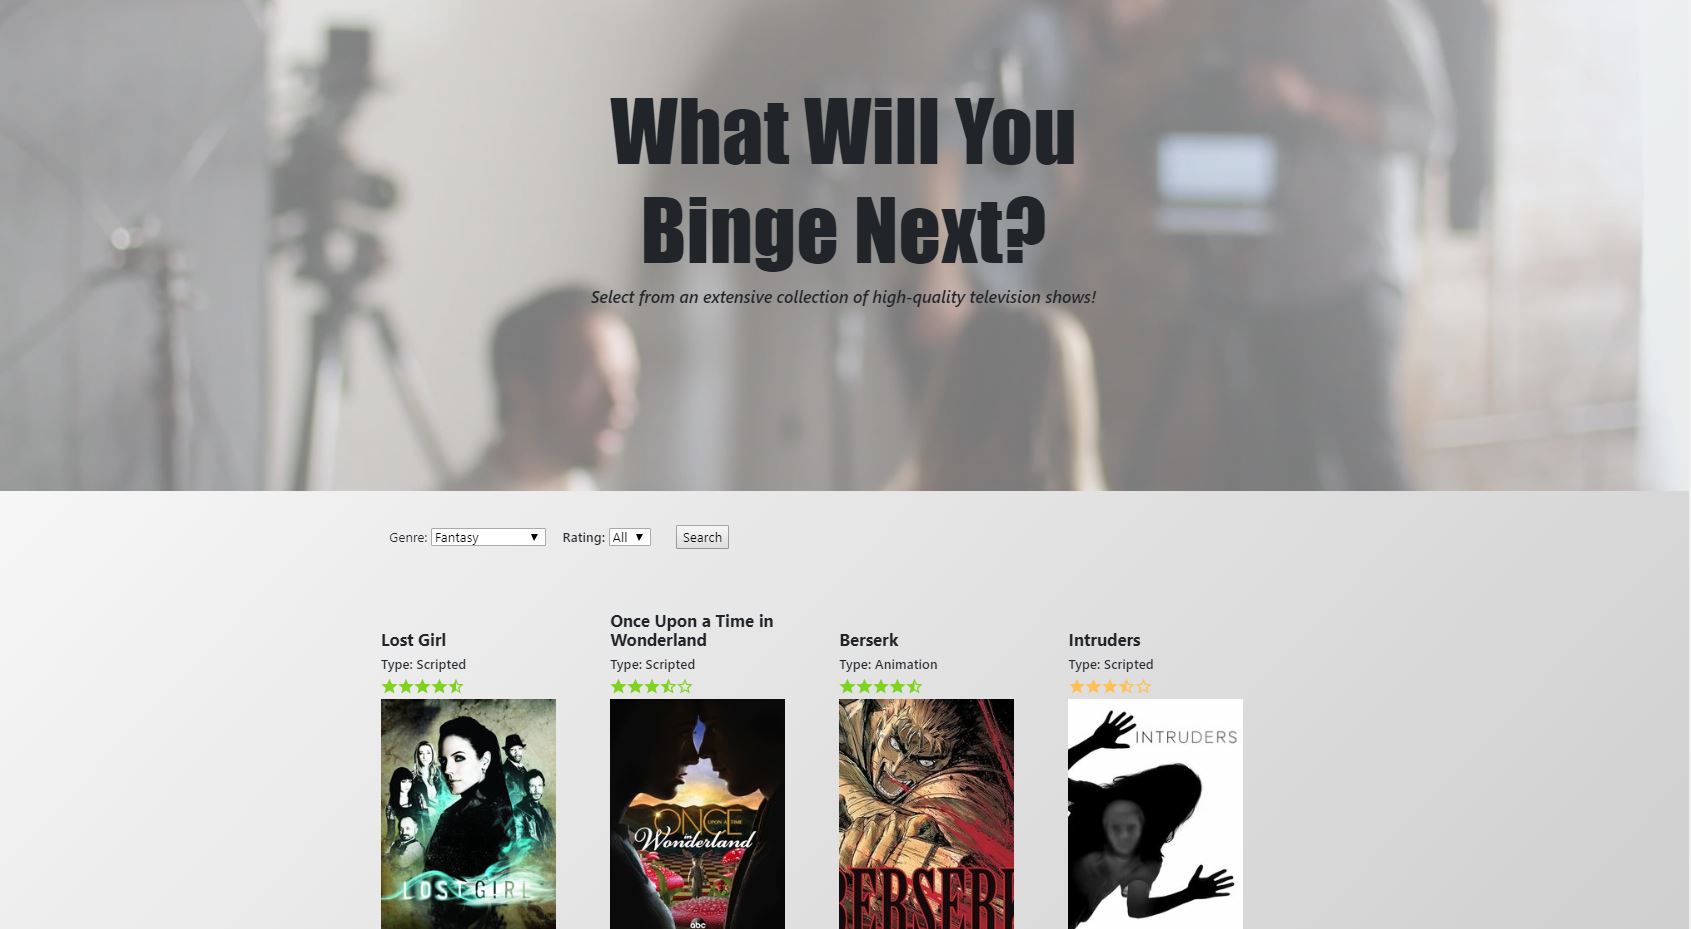 What Will You
Binge Next?
Select from an extensive collection of high-quality television shows!
Genre: Fantasy Rating: All Search
Lost Girl
Type: Scripted
Once Upon a Time in
Wonderland
Type: Scripted
Berserk
Type: Animation
Intruders
Type: Scripted
LOST GIRL
ONCE UPON A TIME
in
Wonderland
abc
BERSERK
INTRUDERS